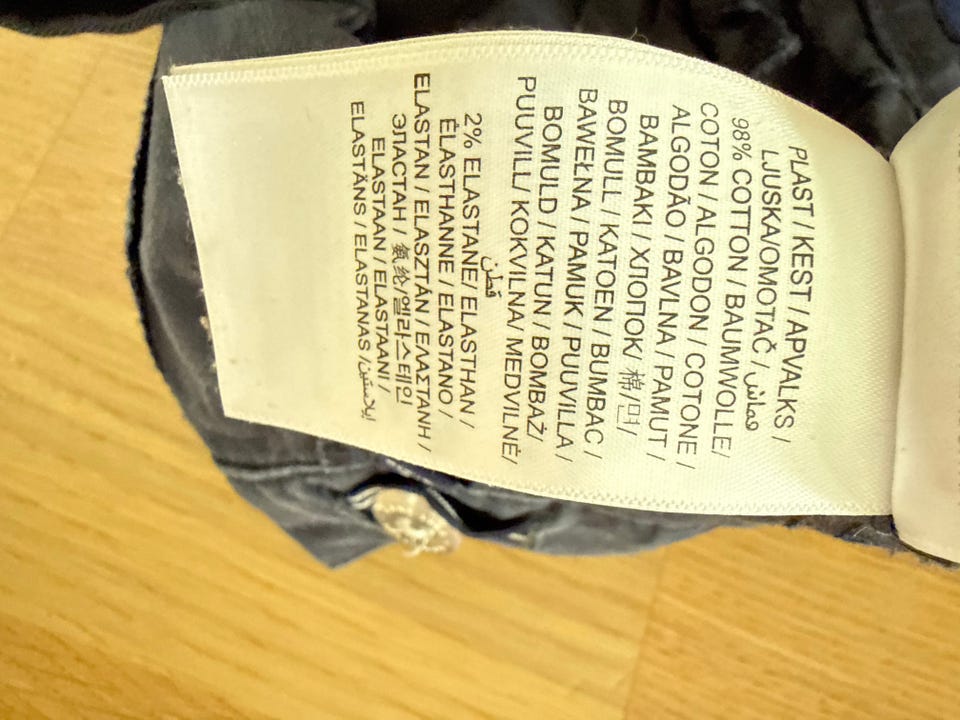 PLAST / KEST / APVALKS /
LJUSKA/OMOTAČ / قماش
98% COTTON / BAUMWOLLE/
COTON / ALGODON / COTONE /
ALGODÃO / BAVLNA / PAMUT /
BAMBAKI / ХЛОПОК/ 棉/면/
BOMULL / KATOEN / BUMBAC /
BAWEŁNA / PAMUK / PUUVILLA /
BOMULD / KATUN / BOMBAŽ/
PUUVILL/ KOKVILNA/ MEDVILNĖ/
قطن
2% ELASTANE/ ELASTHAN /
ÉLASTHANNE / ELASTANO /
ELASTAN / ELASZTÁN / ΕΛΑΣΤΑΝΗ /
ЭЛАСТАН / 氨纶/엘라스테인
ELASTAAN / ELASTAANI /
ELASTĀNS / ELASTANAS /إيلاستين/